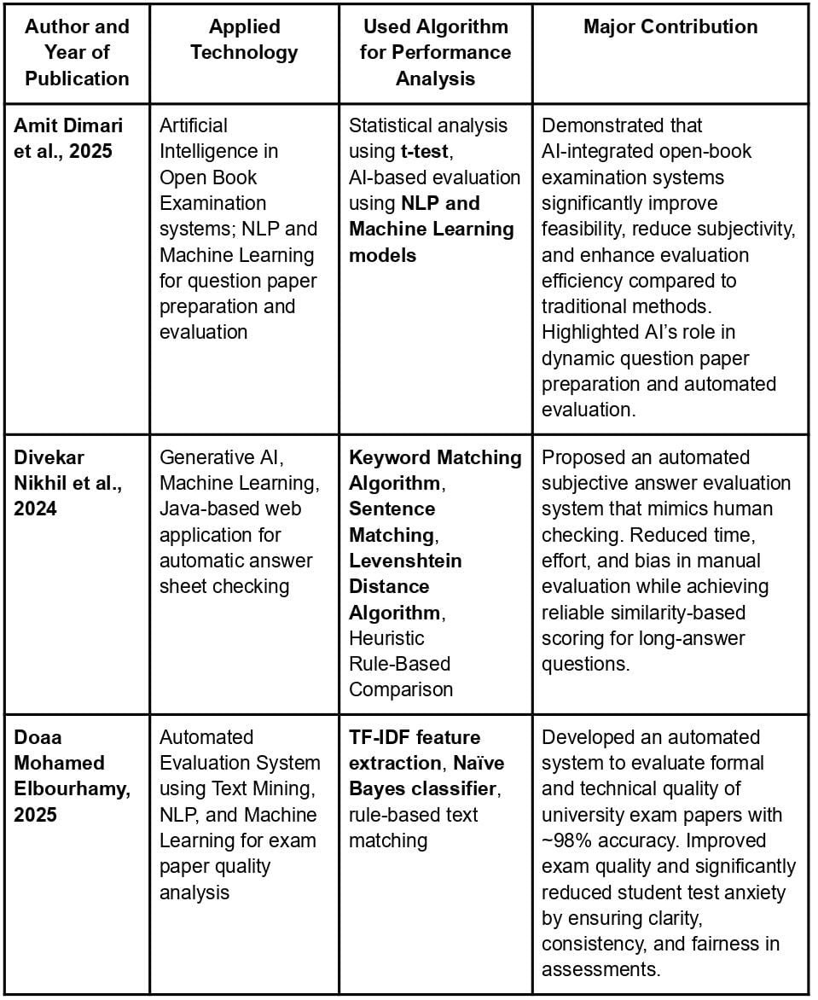 Author and
Year of
Publication
Applied
Technology
Used Algorithm
for Performance
Analysis
Major Contribution
Amit Dimari
et al., 2025
Artificial
Intelligence in
Open Book
Examination
systems; NLP and
Machine Learning
for question paper
preparation and
evaluation
Statistical analysis
using t-test,
AI-based evaluation
using NLP and
Machine Learning
models
Demonstrated that
AI-integrated open-book
examination systems
significantly improve
feasibility, reduce subjectivity,
and enhance evaluation
efficiency compared to
traditional methods.
Highlighted AI’s role in
dynamic question paper
preparation and automated
evaluation.
Divekar
Nikhil et al.,
2024
Generative AI,
Machine Learning,
Java-based web
application for
automatic answer
sheet checking
Keyword Matching
Algorithm,
Sentence
Matching,
Levenshtein
Distance
Algorithm,
Heuristic
Rule-Based
Comparison
Proposed an automated
subjective answer evaluation
system that mimics human
checking. Reduced time,
effort, and bias in manual
evaluation while achieving
reliable similarity-based
scoring for long-answer
questions.
Doaa
Mohamed
Elbourhamy,
2025
Automated
Evaluation System
using Text Mining,
NLP, and Machine
Learning for exam
paper quality
analysis
TF-IDF feature
extraction, Naïve
Bayes classifier,
rule-based text
matching
Developed an automated
system to evaluate formal
and technical quality of
university exam papers with
~98% accuracy. Improved
exam quality and significantly
reduced student test anxiety
by ensuring clarity,
consistency, and fairness in
assessments.